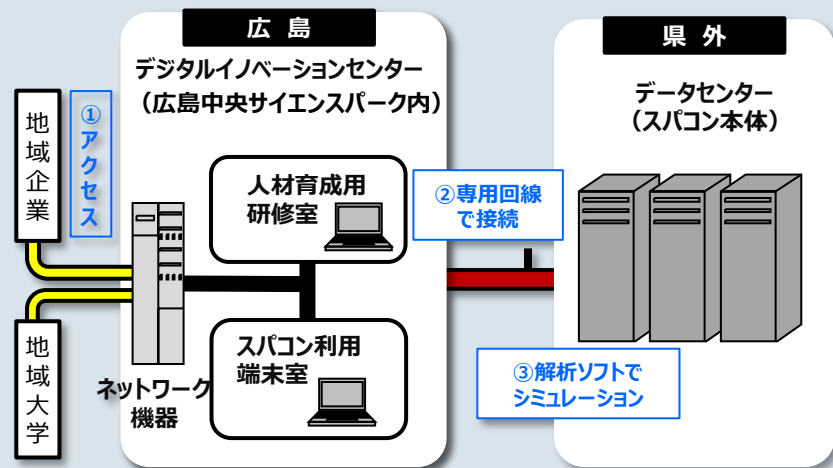 広 島
デジタルイノベーションセンター
（広島中央サイエンスパーク内）
地域企業
①アクセス
人材育成用
研修室
スパコン利用
端末室
ネットワーク
機器
地域大学
②専用回線
で接続
③解析ソフトで
シミュレーション
県 外
データセンター
（スパコン本体）